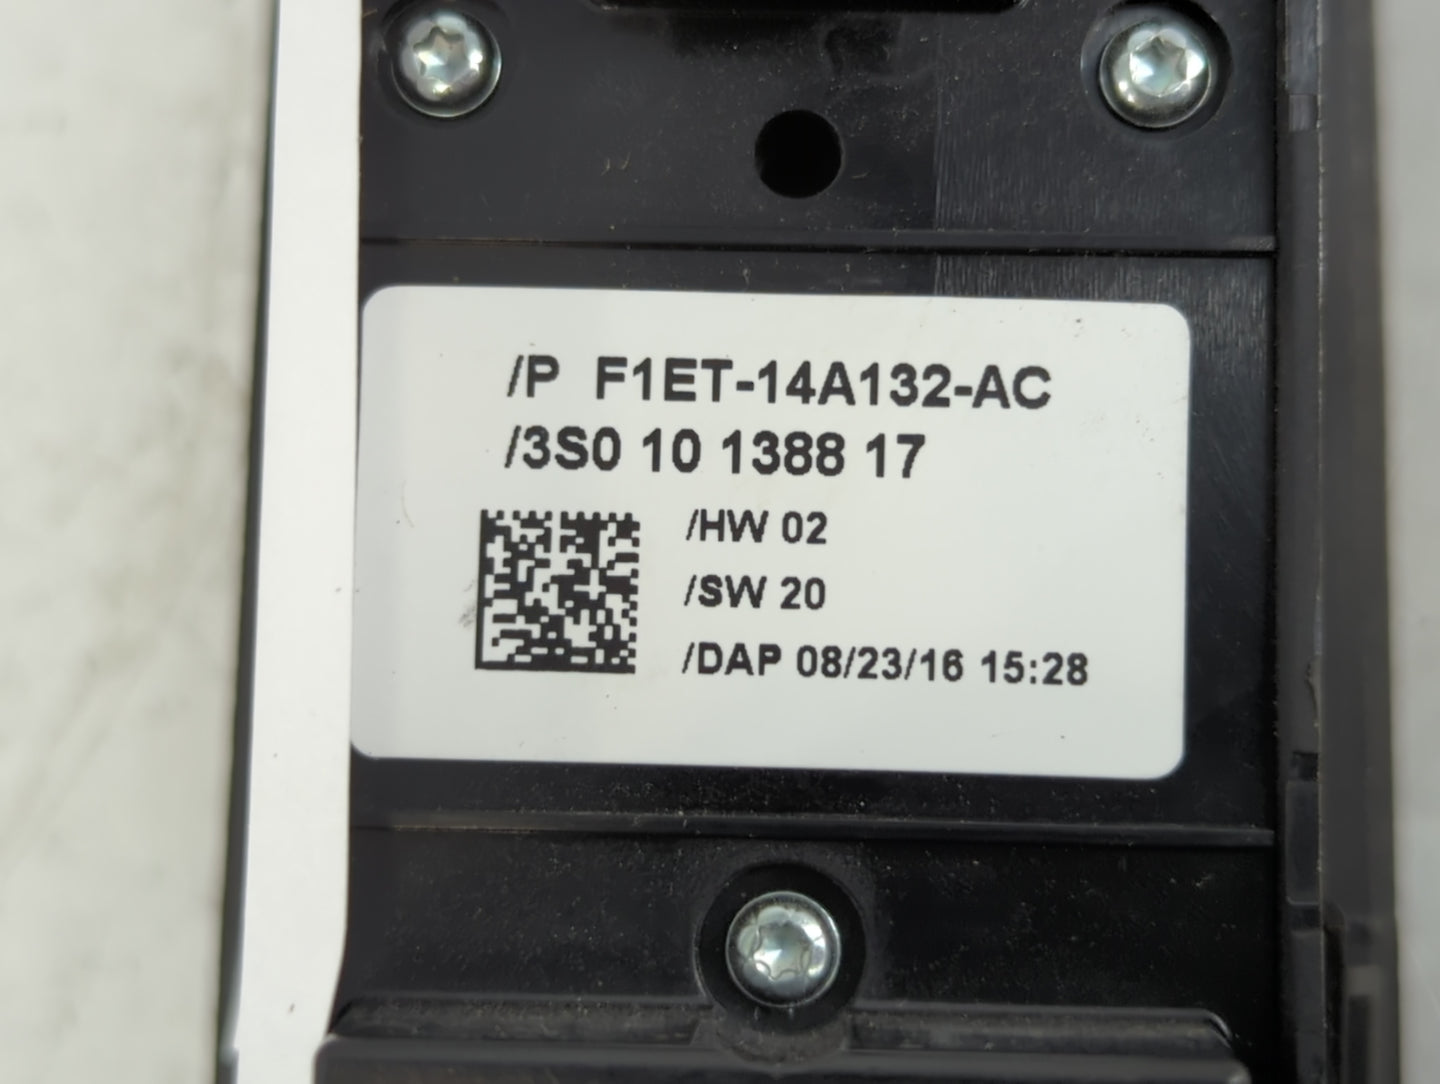 /P F1ET-14A132-AC
/3S0 10 1388 17
/HW 02
/SW 20
/DAP 08/23/16 15:28